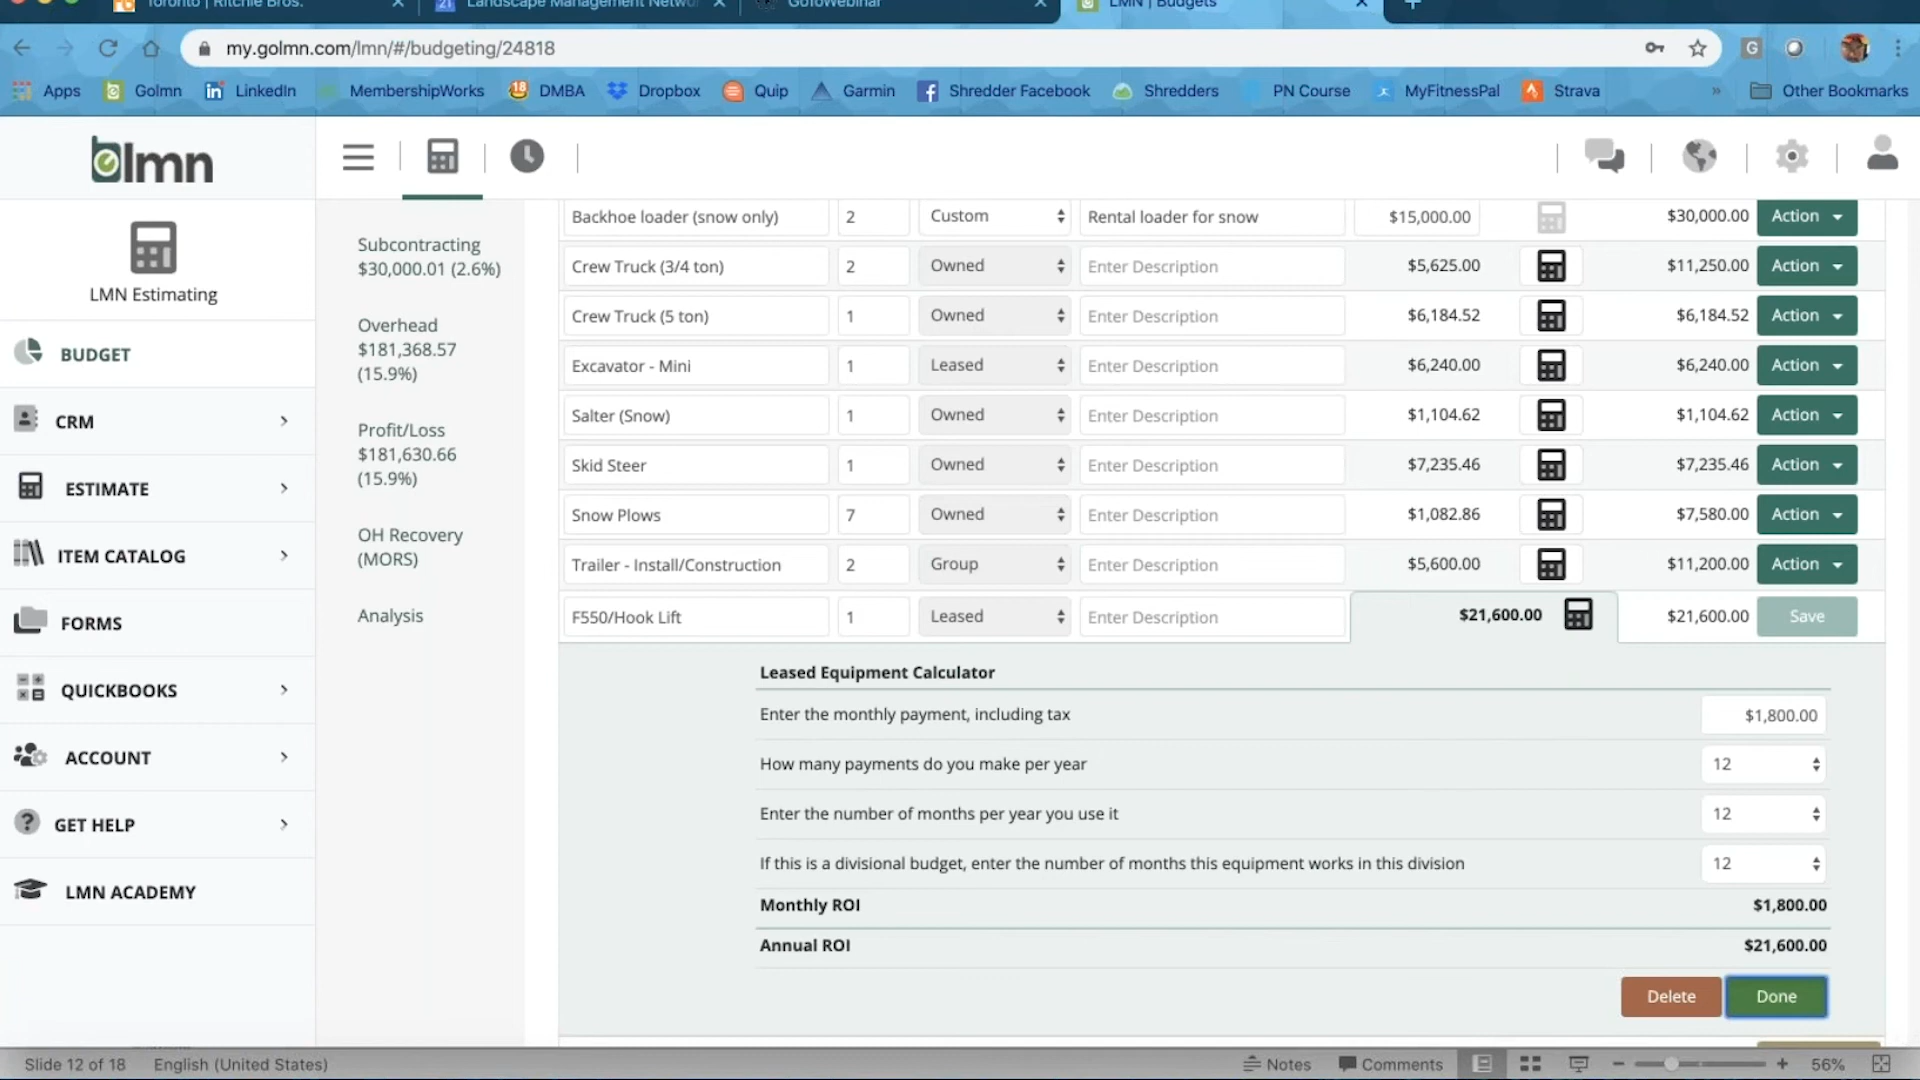 Toronto | Ritchie Bros.
Landscape Management Netwo
GoToWebinar
LMN | Budgets
my.golmn.com/lmn/#/budgeting/24818
G
Apps
Golmn
LinkedIn
MembershipWorks
DMBA
Dropbox
Quip
Garmin
Shredder Facebook
Shredders
PN Course
MyFitnessPal
Strava
»
Other Bookmarks
lmn
LMN Estimating
BUDGET
CRM
ESTIMATE
ITEM CATALOG
FORMS
QUICKBOOKS
ACCOUNT
GET HELP
LMN ACADEMY
Subcontracting
$30,000.01 (2.6%)
Overhead
$181,368.57
(15.9%)
Profit/Loss
$181,630.66
(15.9%)
OH Recovery
(MORS)
Analysis
Backhoe loader (snow only) 2 Custom Rental loader for snow $15,000.00 $30,000.00 Action
Crew Truck (3/4 ton) 2 Owned Enter Description $5,625.00 $11,250.00 Action
Crew Truck (5 ton) 1 Owned Enter Description $6,184.52 $6,184.52 Action
Excavator - Mini 1 Leased Enter Description $6,240.00 $6,240.00 Action
Salter (Snow) 1 Owned Enter Description $1,104.62 $1,104.62 Action
Skid Steer 1 Owned Enter Description $7,235.46 $7,235.46 Action
Snow Plows 7 Owned Enter Description $1,082.86 $7,580.00 Action
Trailer - Install/Construction 2 Group Enter Description $5,600.00 $11,200.00 Action
F550/Hook Lift 1 Leased Enter Description $21,600.00 $21,600.00 Save
Leased Equipment Calculator
Enter the monthly payment, including tax $1,800.00
How many payments do you make per year 12
Enter the number of months per year you use it 12
If this is a divisional budget, enter the number of months this equipment works in this division 12
Monthly ROI $1,800.00
Annual ROI $21,600.00
Delete Done
Slide 12 of 18 English (United States) Notes Comments 56%